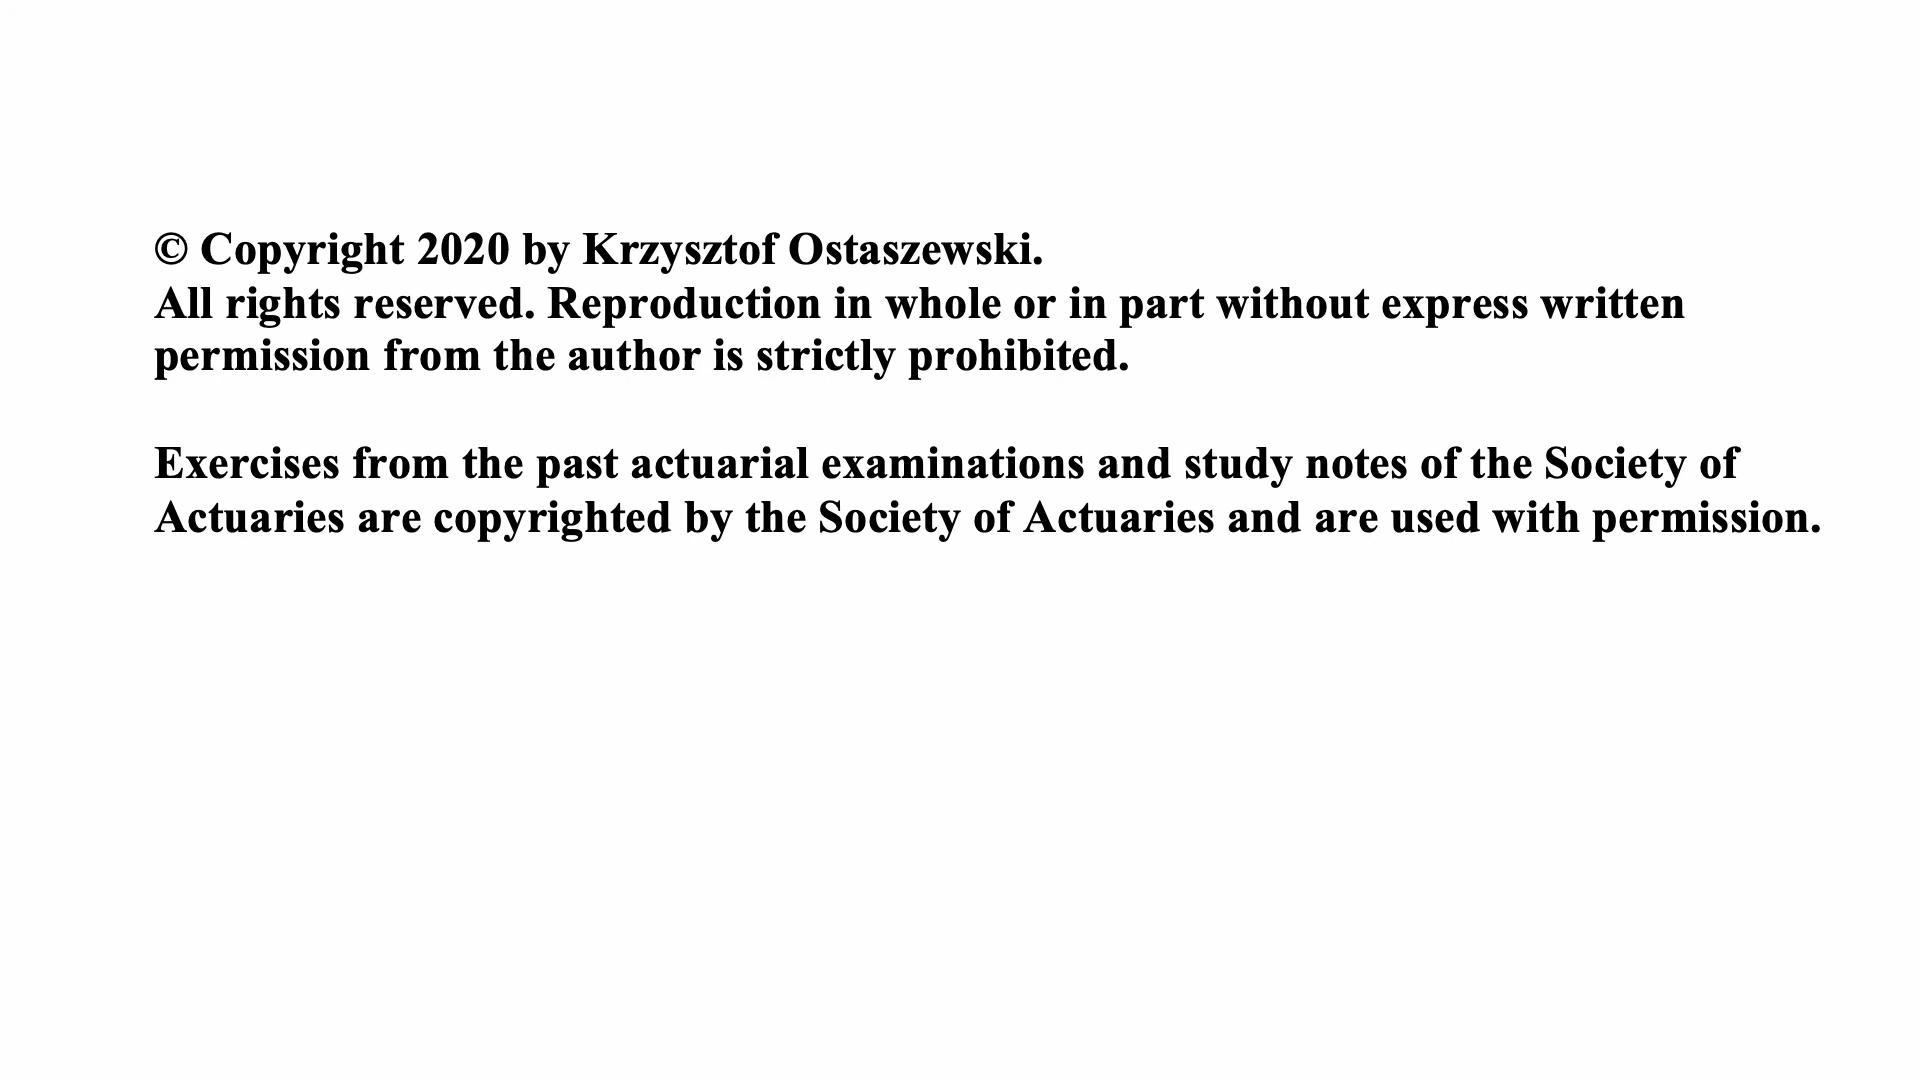 © Copyright 2020 by Krzysztof Ostaszewski.
All rights reserved. Reproduction in whole or in part without express written
permission from the author is strictly prohibited.
Exercises from the past actuarial examinations and study notes of the Society of
Actuaries are copyrighted by the Society of Actuaries and are used with permission.